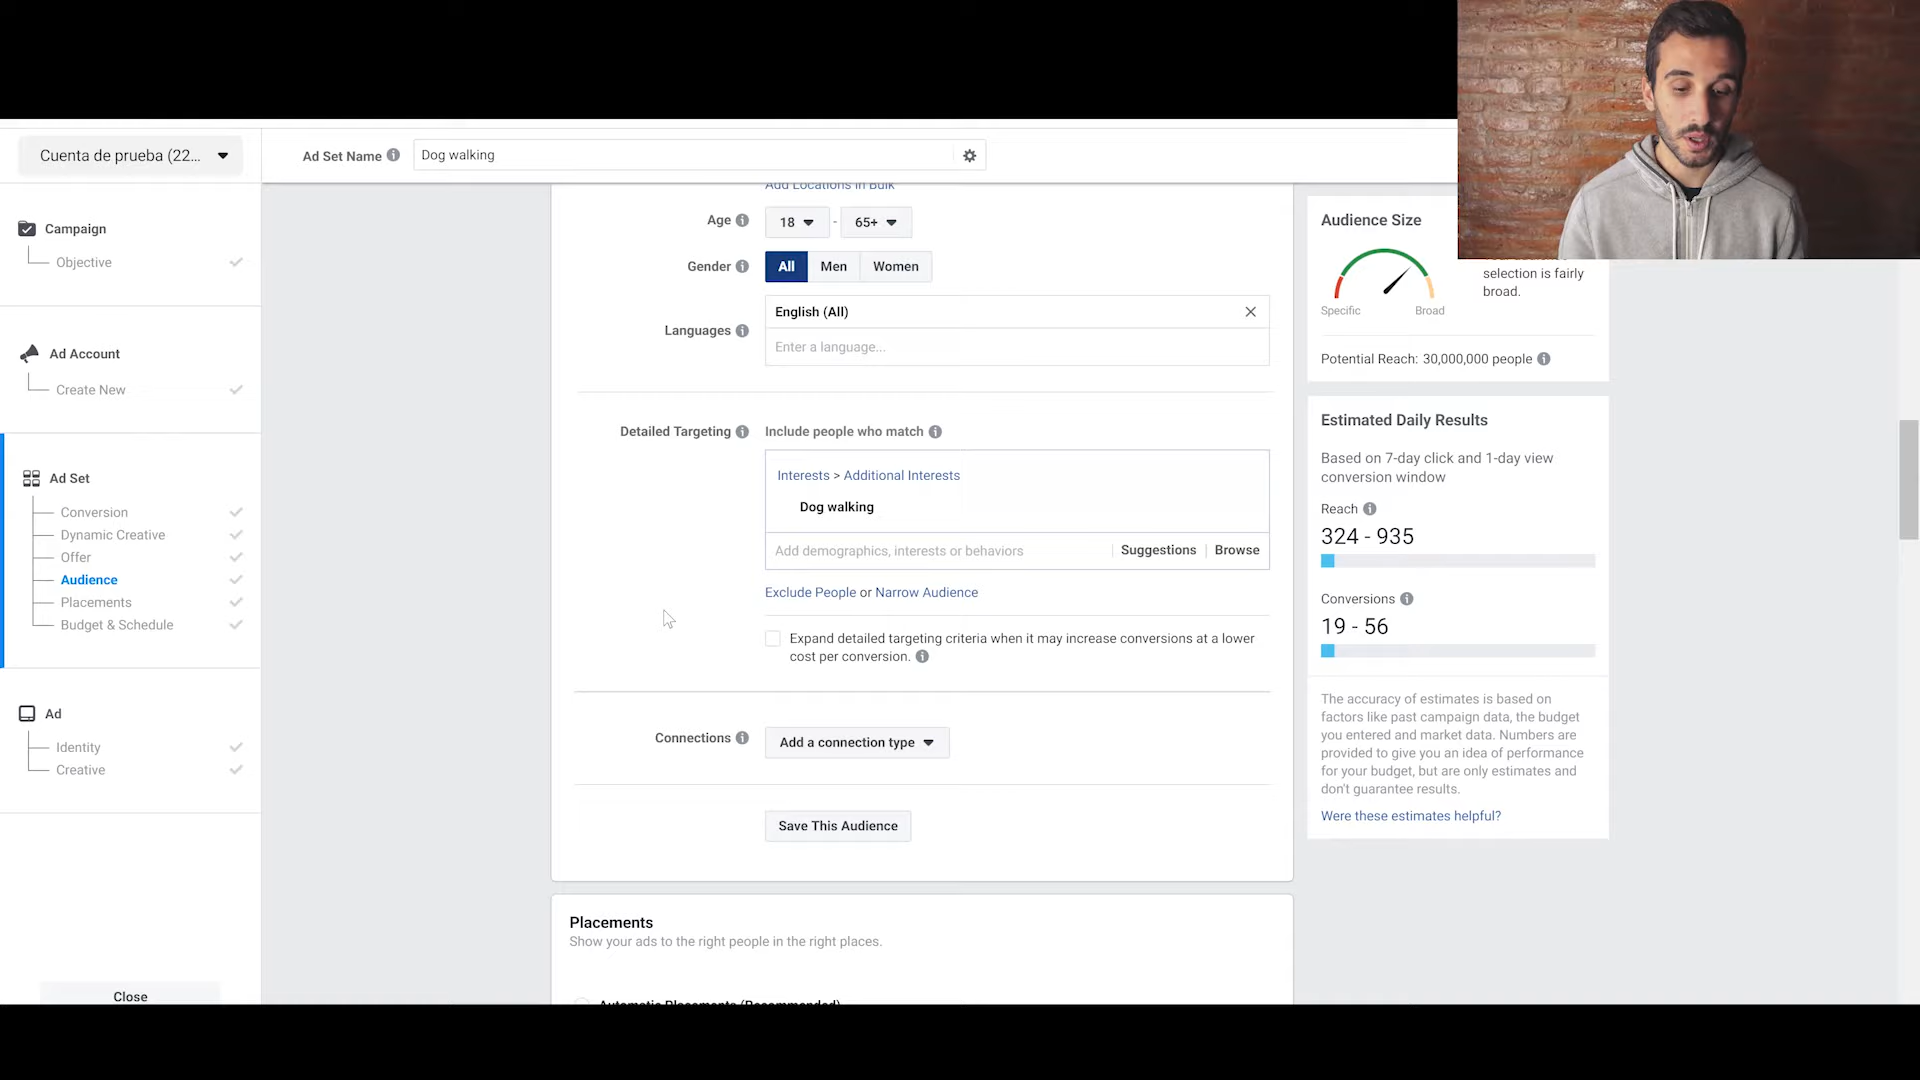 Cuenta de prueba (22...
Ad Set Name
Dog walking
Campaign
Objective
Ad Account
Create New
Ad Set
Conversion
Dynamic Creative
Offer
Audience
Placements
Budget & Schedule
Ad
Identity
Creative
Close
Add Locations in Bulk
Age
18
-
65+
Gender
All
Men
Women
Languages
English (All)
Enter a language...
Detailed Targeting
Include people who match
Interests > Additional Interests
Dog walking
Add demographics, interests or behaviors
Suggestions
Browse
Exclude People or Narrow Audience
Expand detailed targeting criteria when it may increase conversions at a lower
cost per conversion.
Connections
Add a connection type
Save This Audience
Placements
Show your ads to the right people in the right places.
Automatic Placements (Recommended)
Audience Size
Specific
Broad
selection is fairly
broad.
Potential Reach: 30,000,000 people
Estimated Daily Results
Based on 7-day click and 1-day view
conversion window
Reach
324 - 935
Conversions
19 - 56
The accuracy of estimates is based on
factors like past campaign data, the budget
you entered and market data. Numbers are
provided to give you an idea of performance
for your budget, but are only estimates and
don't guarantee results.
Were these estimates helpful?